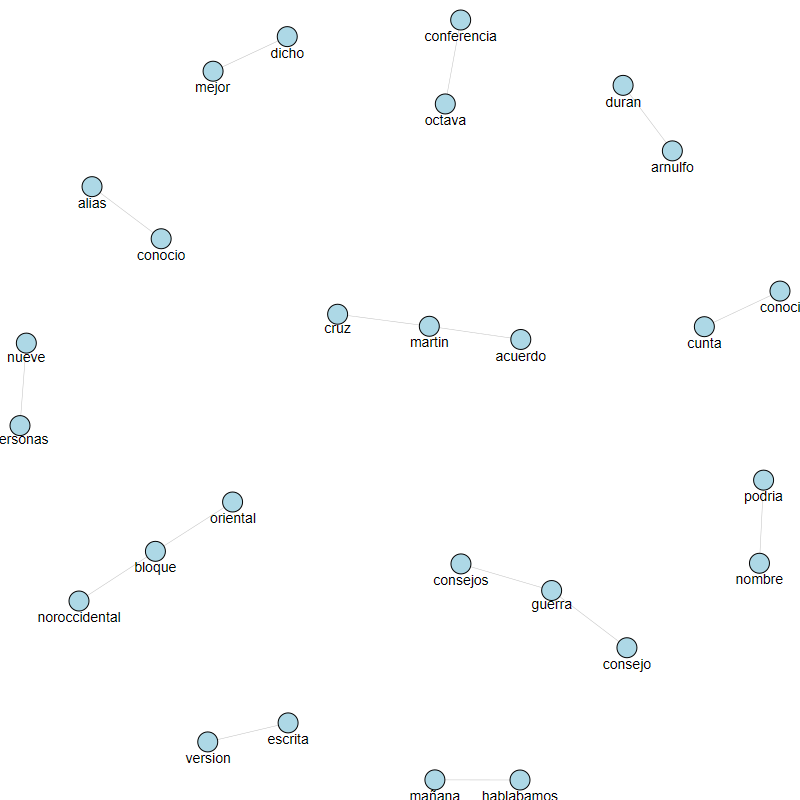 conferencia
dicho
mejor
duran
octava
arnulfo
alias
conocio
conoci
cruz
martin
cunta
acuerdo
nueve
ersonas
podria
oriental
bloque
consejos
nombre
guerra
noroccidental
consejo
escrita
version
mañana
hablabamos